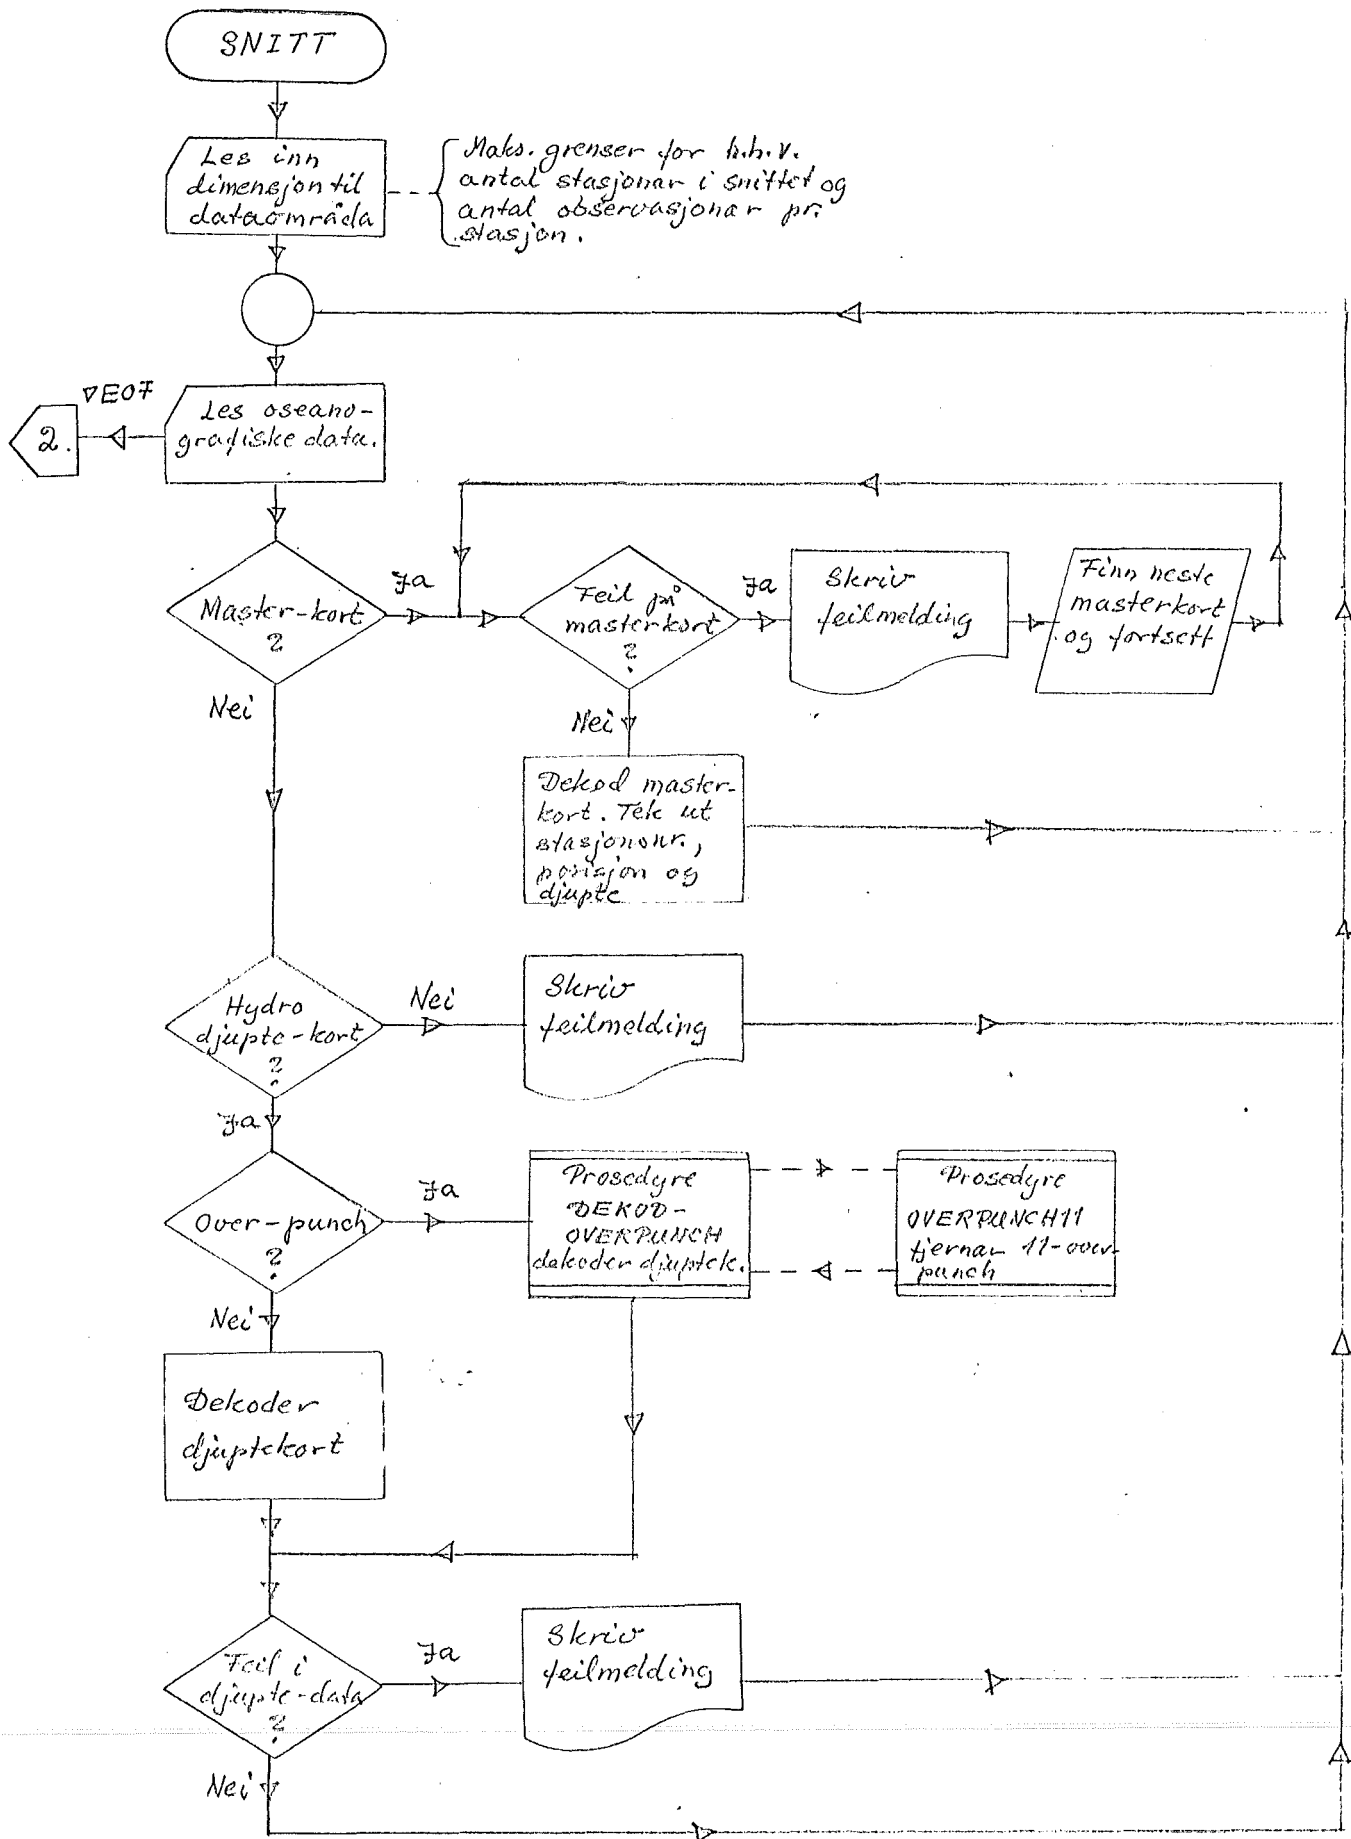 SNITT
Les inn
dimensjon til
dataområda
Maks. grenser for h.h.v.
antal stasjonar i snittet og
antal observasjonar pr.
stasjon.
∇EOF
2.
Les oseano-
grafiske data.
Master-kort
?
Ja
Feil på
masterkort
?
Ja
Skriv
feilmelding
Finn neste
masterkort
og fortsett
Nei
Nei
Dekod master-
kort. Tek ut
stasjonsnr.,
posisjon og
djupte
Hydro
djupte-kort
?
Nei
Skriv
feilmelding
Ja
Over-punch
?
Ja
Prosedyre
DEKOD-
OVERPUNCH
dekoder djuptek.
Prosedyre
OVERPUNCH11
fjernar 11-over-
punch
Nei
Dekoder
djuptekort
Feil i
djupte-data
?
Ja
Skriv
feilmelding
Nei